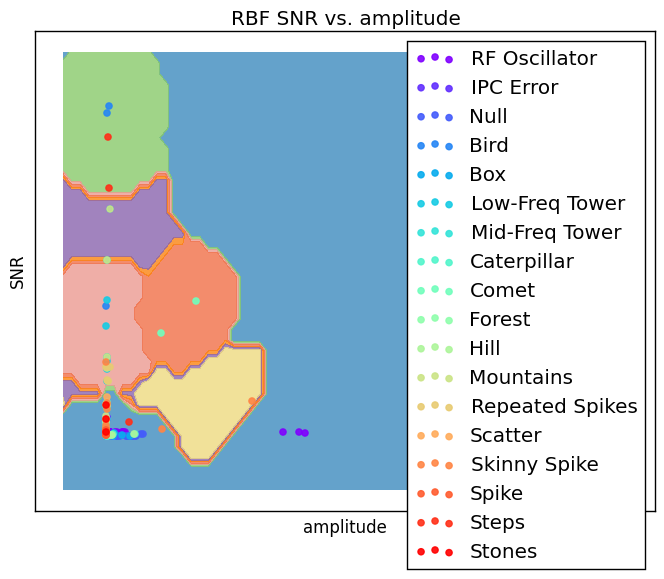 RBF SNR vs. amplitude
SNR
amplitude
RF Oscillator
IPC Error
Null
Bird
Box
Low-Freq Tower
Mid-Freq Tower
Caterpillar
Comet
Forest
Hill
Mountains
Repeated Spikes
Scatter
Skinny Spike
Spike
Steps
Stones